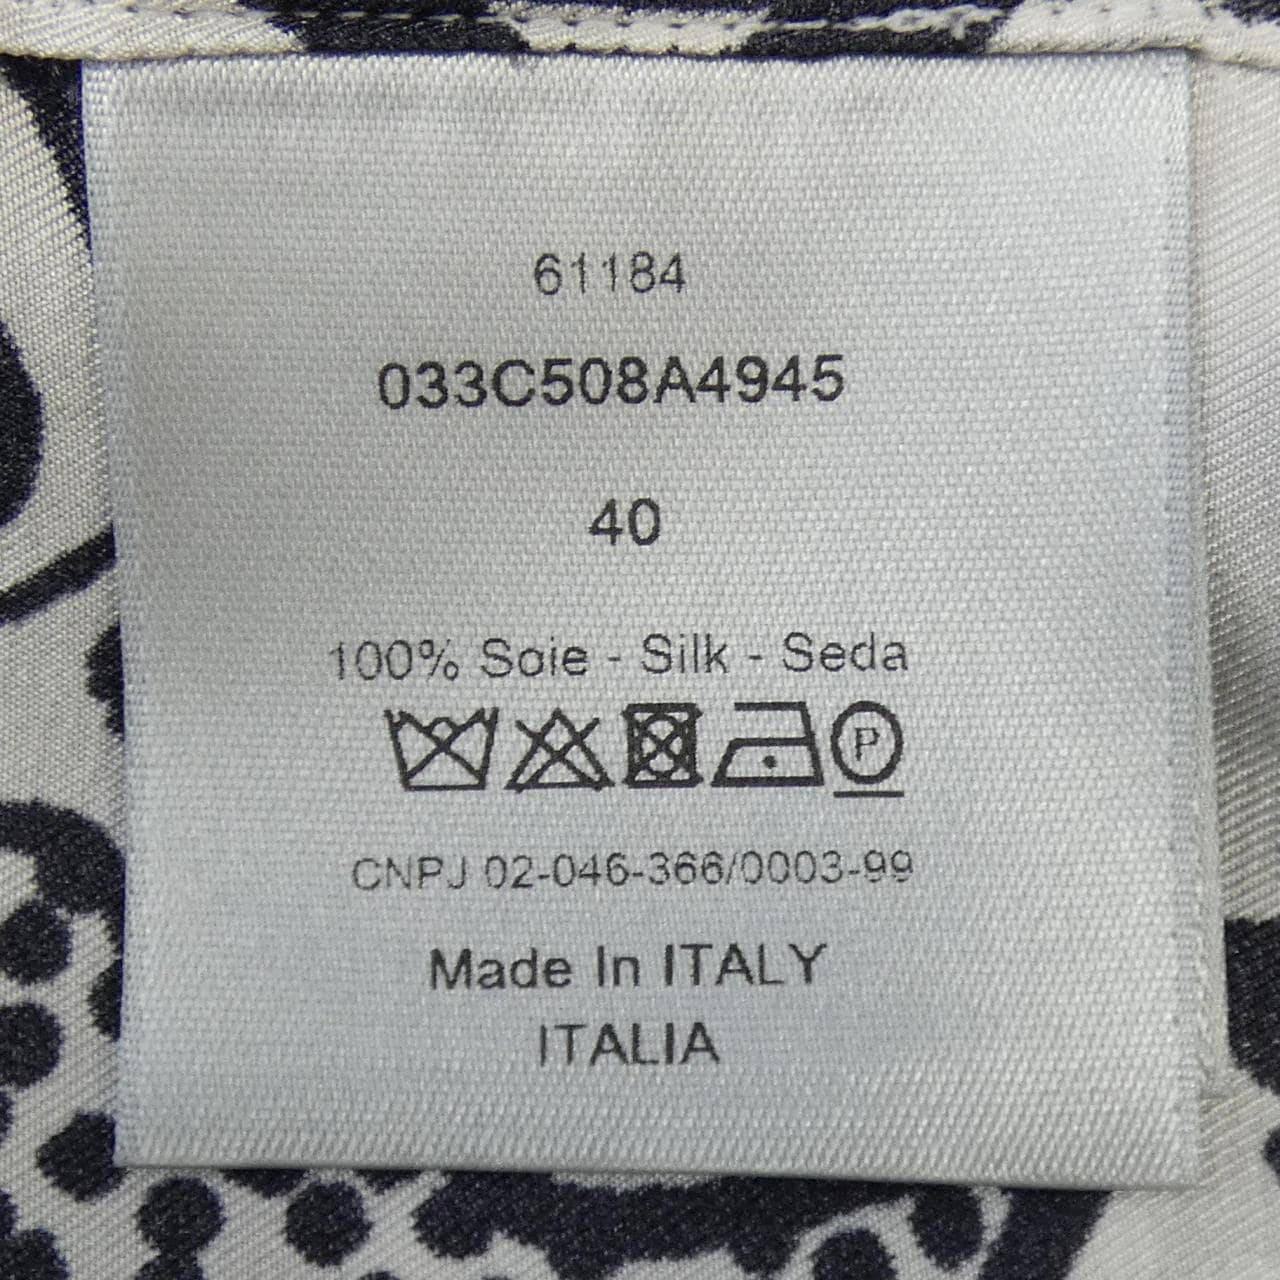 61184
033C508A4945
40
100% Soie - Silk - Seda
P
CNPJ 02-046-366/0003-99
Made In ITALY
ITALIA